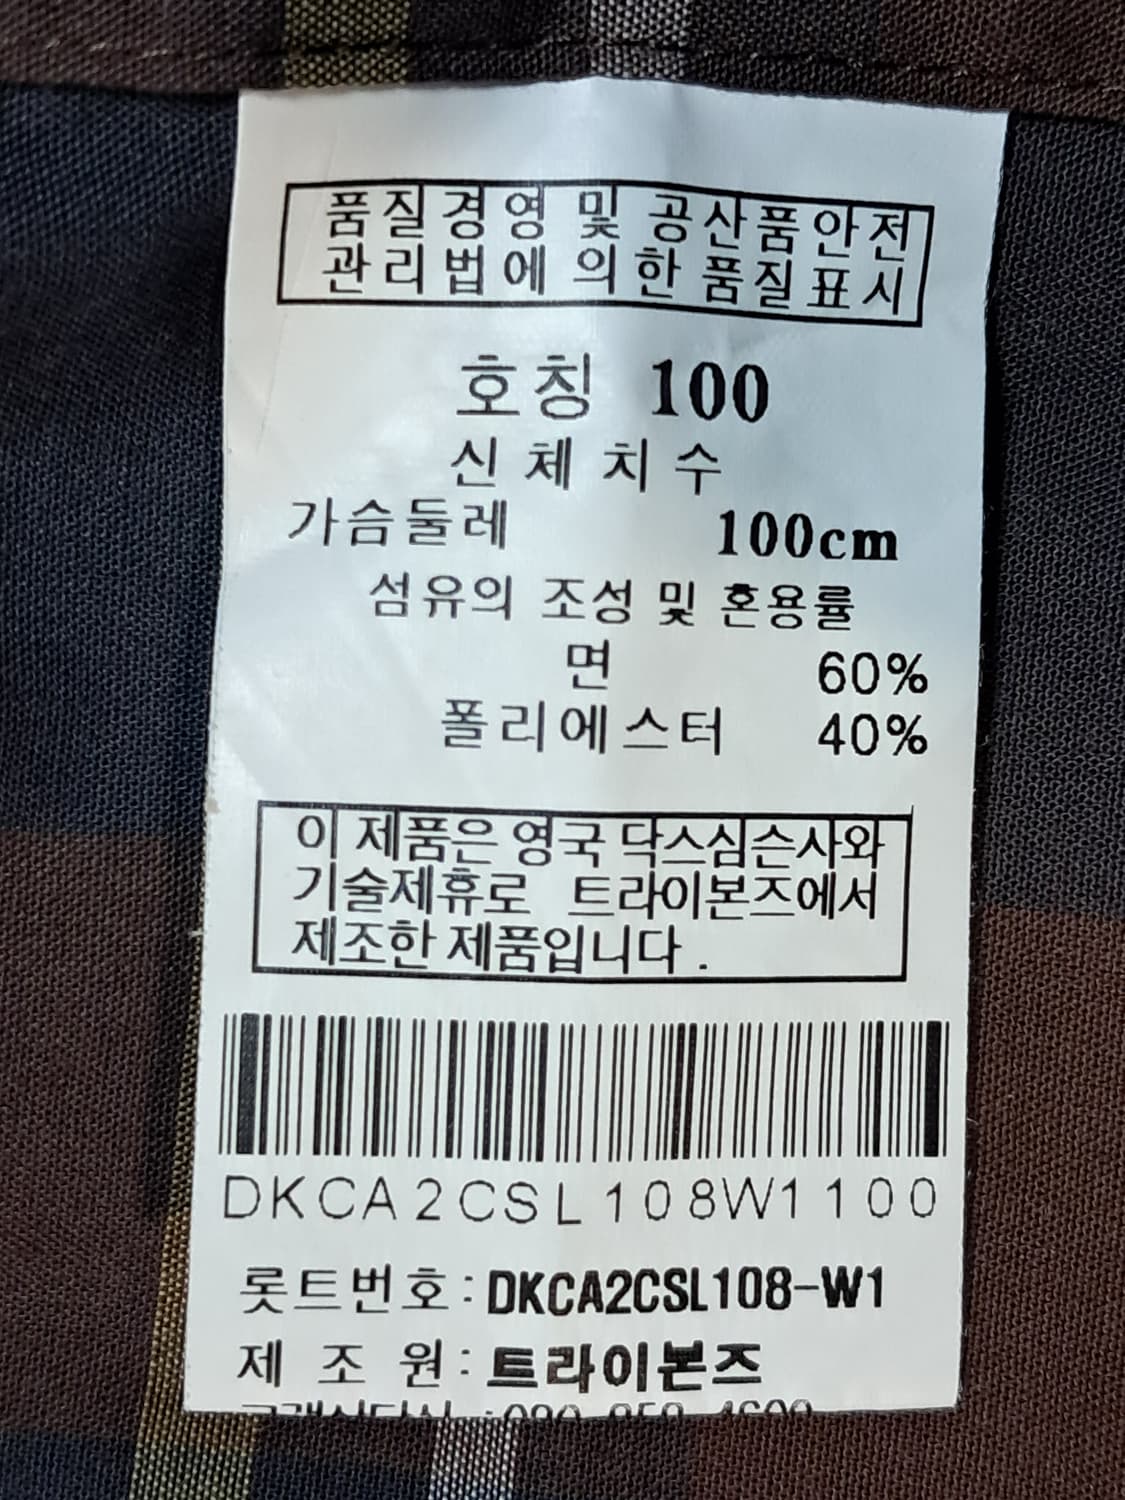 품질경영 및 공산품안전
관리법에 의한 품질표시
호칭 100
신체치수
가슴둘레 100cm
섬유의 조성 및 혼용률
면 60%
폴리에스터 40%
이 제품은 영국 닥스심슨사와
기술제휴로 트라이본즈에서
제조한 제품입니다.
DKCA2CSL108W1100
롯트번호:DKCA2CSL108-W1
제 조 원:트라이본즈